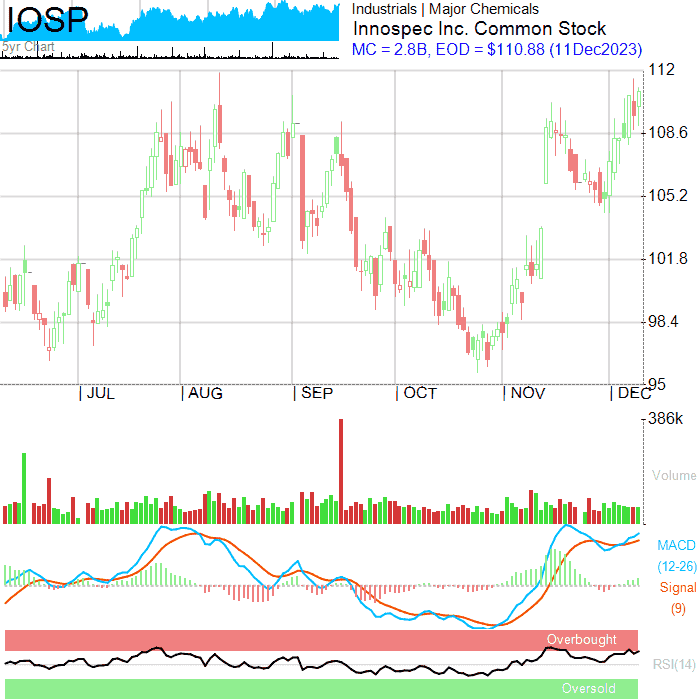 IOSP
5yr Chart
Industrials | Major Chemicals
Innospec Inc. Common Stock
MC = 2.8B, EOD = $110.88 (11Dec2023)
112
108.6
105.2
101.8
98.4
95
| JUL | AUG | SEP | OCT | NOV | DEC
386k
Volume
MACD
(12-26)
Signal
(9)
Overbought
RSI(14)
Oversold